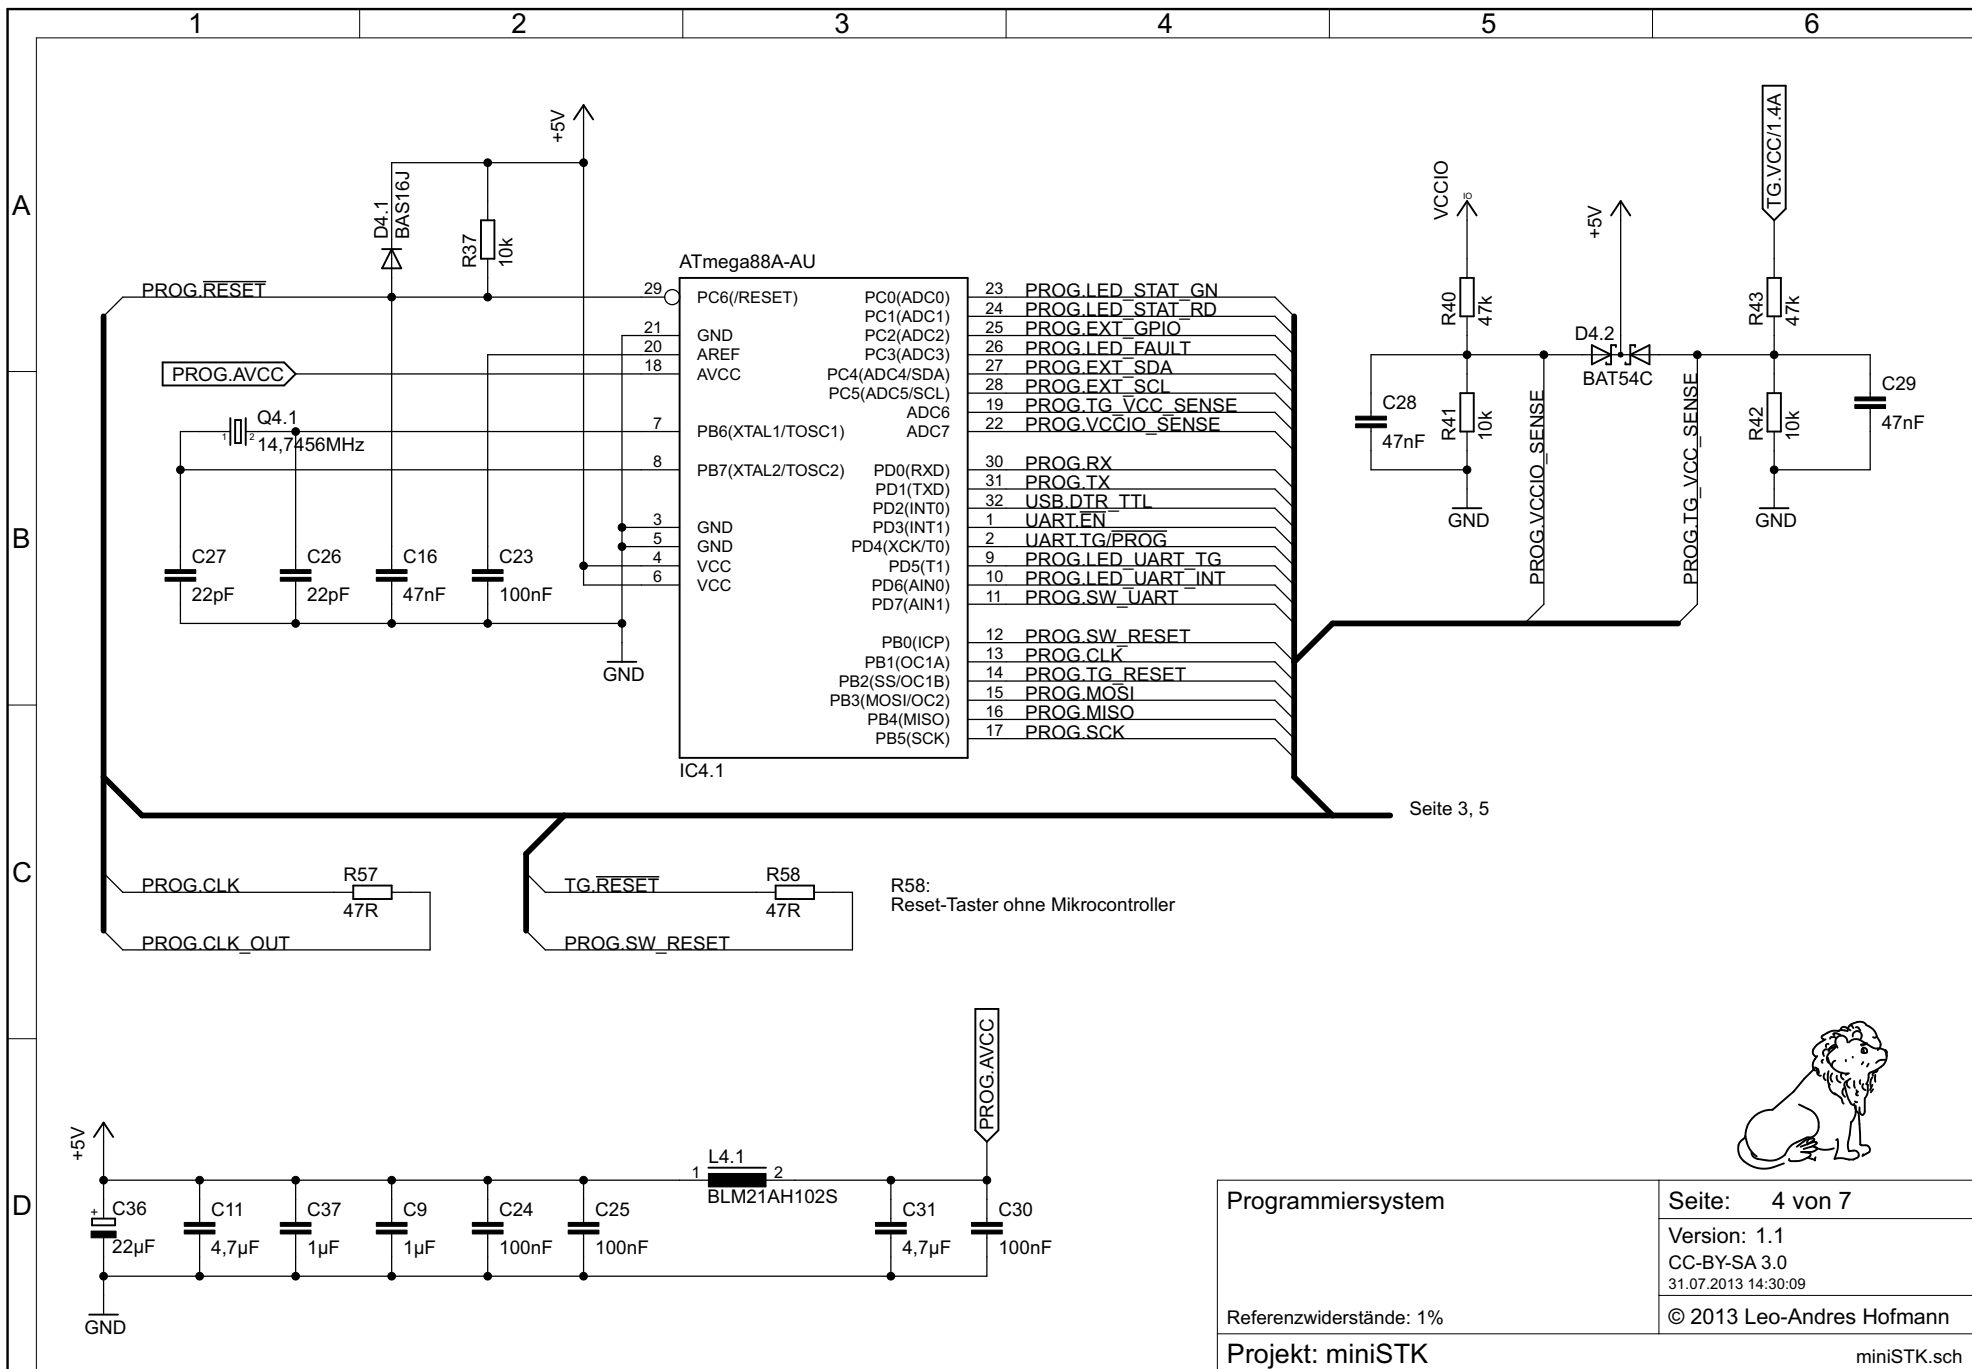 1 2 3 4 5 6
A
B
C
D
+5V
D4.1
BAS16J
R37
10k
PROG.RESET
PROG.AVCC
Q4.1
1 2
14,7456MHz
C27
22pF
C26
22pF
C16
47nF
C23
100nF
GND
ATmega88A-AU
29 PC6(/RESET)
21 GND
20 AREF
18 AVCC
7 PB6(XTAL1/TOSC1)
8 PB7(XTAL2/TOSC2)
3 GND
5 GND
4 VCC
6 VCC
PC0(ADC0) 23 PROG.LED_STAT_GN
PC1(ADC1) 24 PROG.LED_STAT_RD
PC2(ADC2) 25 PROG.EXT_GPIO
PC3(ADC3) 26 PROG.LED_FAULT
PC4(ADC4/SDA) 27 PROG.EXT_SDA
PC5(ADC5/SCL) 28 PROG.EXT_SCL
ADC6 19 PROG.TG_VCC_SENSE
ADC7 22 PROG.VCCIO_SENSE
PD0(RXD) 30 PROG.RX
PD1(TXD) 31 PROG.TX
PD2(INT0) 32 USB.DTR_TTL
PD3(INT1) 1 UART.EN
PD4(XCK/T0) 2 UART.TG/PROG
PD5(T1) 9 PROG.LED_UART_TG
PD6(AIN0) 10 PROG.LED_UART_INT
PD7(AIN1) 11 PROG.SW_UART
PB0(ICP) 12 PROG.SW_RESET
PB1(OC1A) 13 PROG.CLK
PB2(SS/OC1B) 14 PROG.TG_RESET
PB3(MOSI/OC2) 15 PROG.MOSI
PB4(MISO) 16 PROG.MISO
PB5(SCK) 17 PROG.SCK
IC4.1
VCCIO
IO
R40
47k
R41
10k
C28
47nF
GND
+5V
D4.2
BAT54C
PROG.VCCIO_SENSE
PROG.TG_VCC_SENSE
TG.VCC/1.4A
R43
47k
R42
10k
C29
47nF
GND
Seite 3, 5
PROG.CLK
R57
47R
PROG.CLK_OUT
TG.RESET
R58
47R
PROG.SW_RESET
R58:
Reset-Taster ohne Mikrocontroller
+5V
+
C36
22µF
C11
4,7µF
C37
1µF
C9
1µF
C24
100nF
C25
100nF
L4.1
1 2
BLM21AH102S
PROG.AVCC
C31
4,7µF
C30
100nF
GND
Programmiersystem
Referenzwiderstände: 1%
Seite: 4 von 7
Version: 1.1
CC-BY-SA 3.0
31.07.2013 14:30:09
© 2013 Leo-Andres Hofmann
Projekt: miniSTK
miniSTK.sch